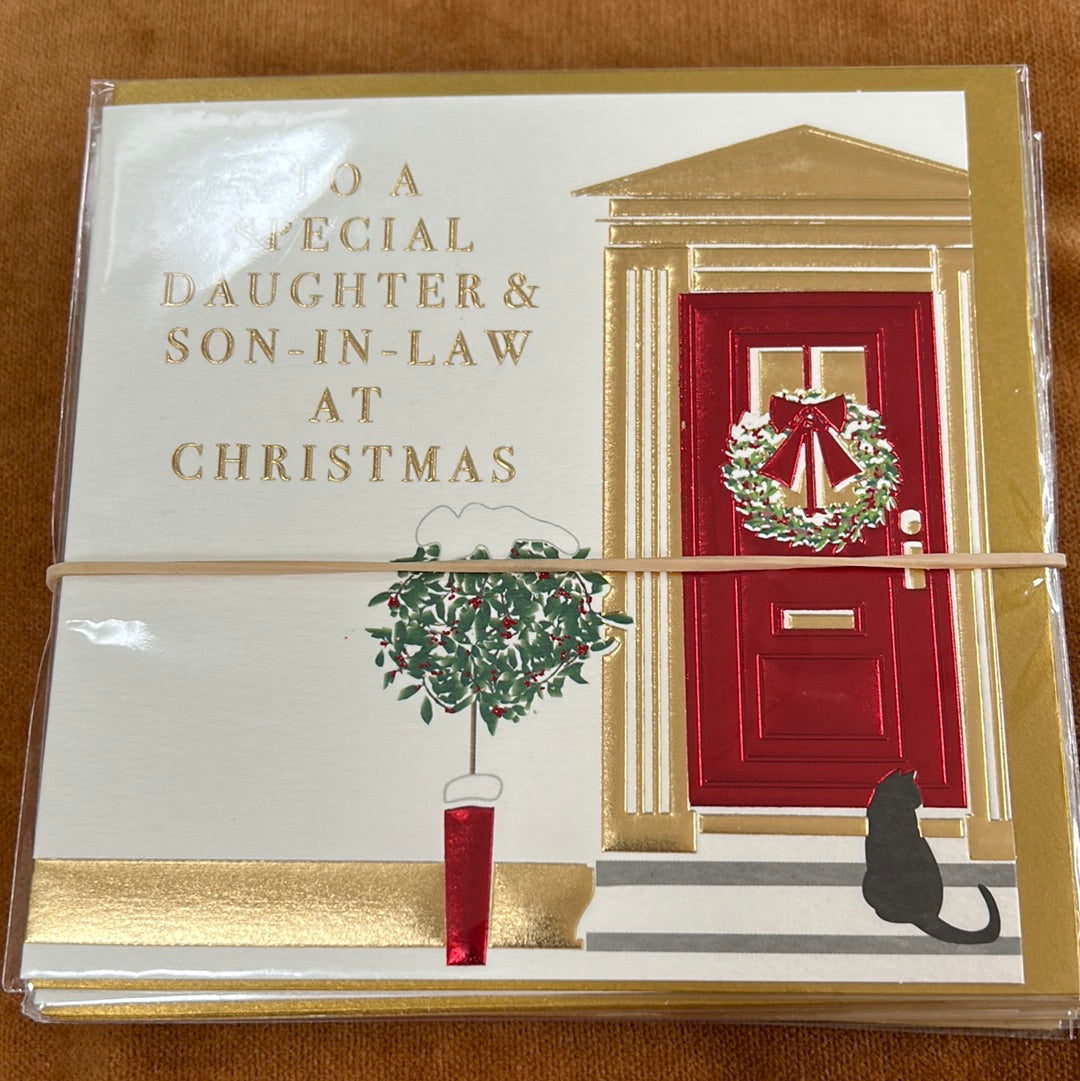 TO A
SPECIAL
DAUGHTER &
SON-IN-LAW
AT
CHRISTMAS